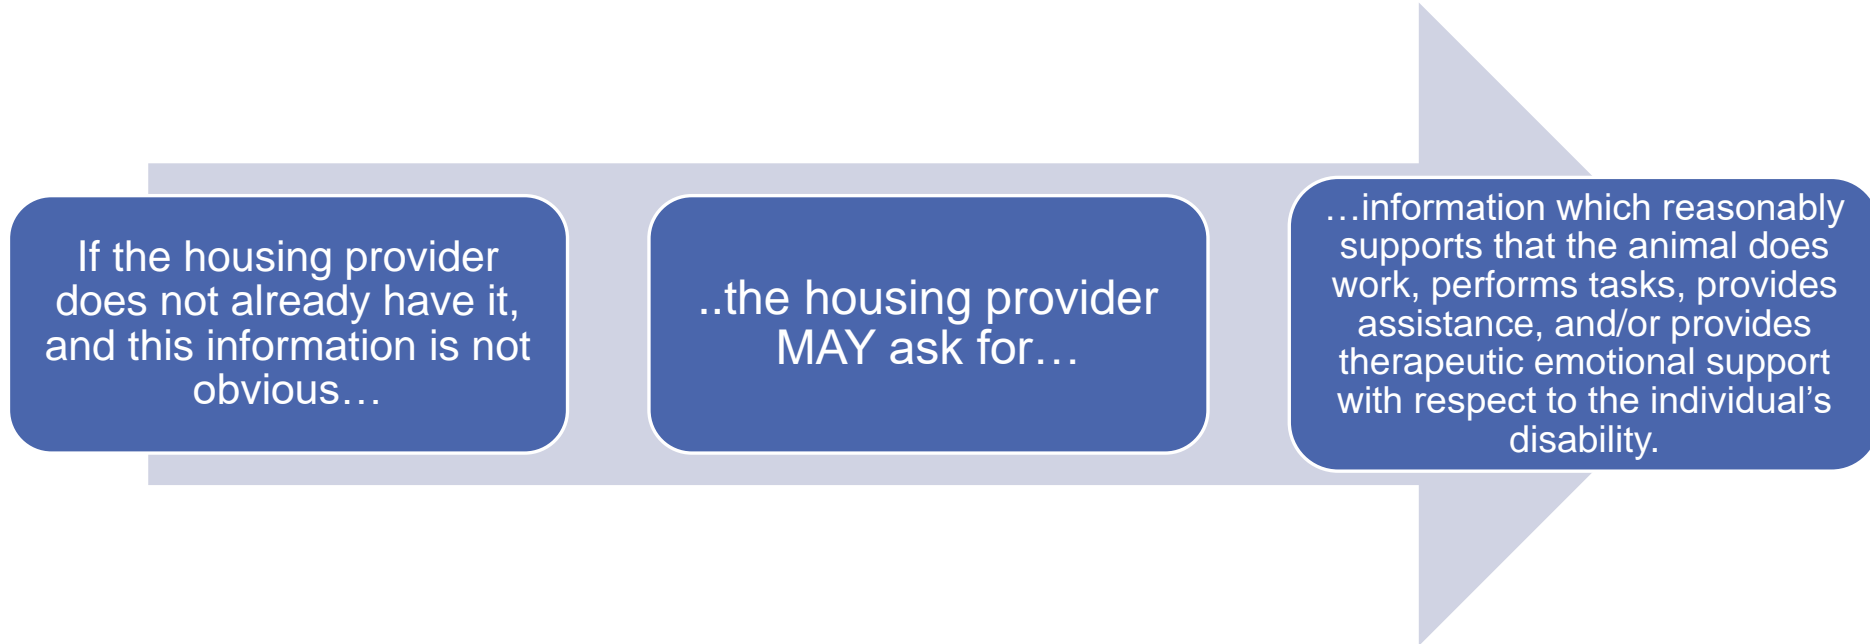 If the housing provider
does not already have it,
and this information is not
obvious…
..the housing provider
MAY ask for…
…information which reasonably
supports that the animal does
work, performs tasks, provides
assistance, and/or provides
therapeutic emotional support
with respect to the individual’s
disability.